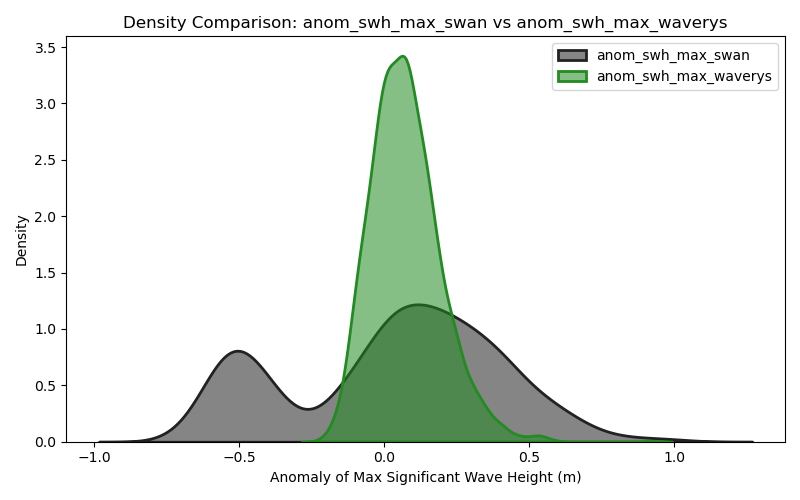 Density Comparison: anom_swh_max_swan vs anom_swh_max_waverys
anom_swh_max_swan
anom_swh_max_waverys
Density
3.5
3.0
2.5
2.0
1.5
1.0
0.5
0.0
−1.0 −0.5 0.0 0.5 1.0
Anomaly of Max Significant Wave Height (m)